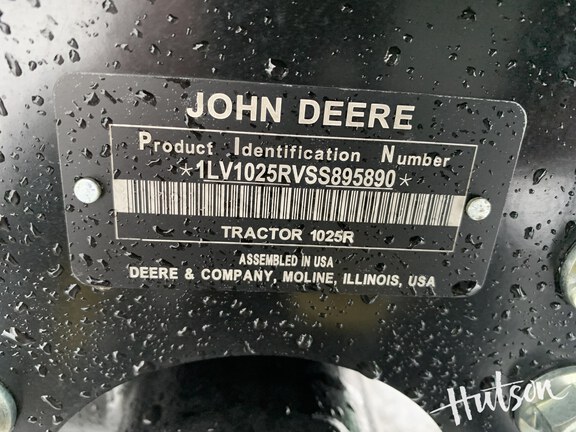 JOHN DEERE
Product Identification Number
*1LV1025RVSS895890*
TRACTOR 1025R
ASSEMBLED IN USA
DEERE & COMPANY, MOLINE, ILLINOIS, USA
Hutson